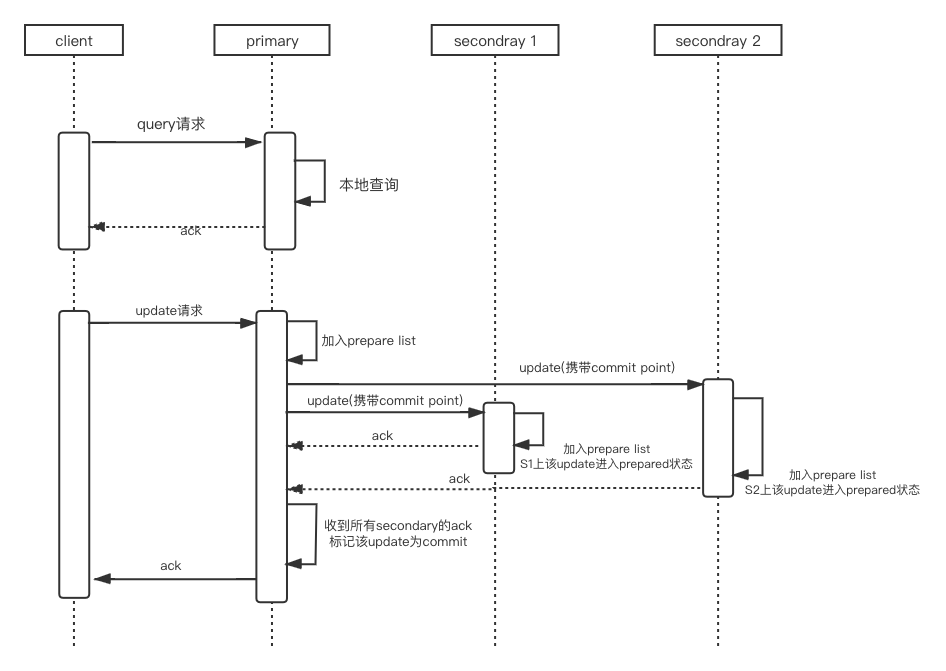 client
primary
secondray 1
secondray 2
query请求
本地查询
ack
update请求
加入prepare list
update(携带commit point)
update(携带commit point)
ack
加入prepare list
S1上该update进入prepared状态
ack
加入prepare list
S2上该update进入prepared状态
收到所有secondary的ack
标记该update为commit
ack